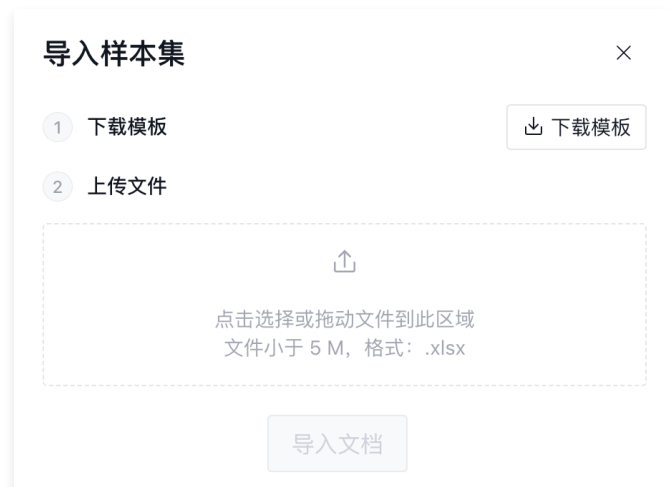 导入样本集
1 下载模板
下载模板
2 上传文件
点击选择或拖动文件到此区域
文件小于 5 M，格式：.xlsx
导入文档